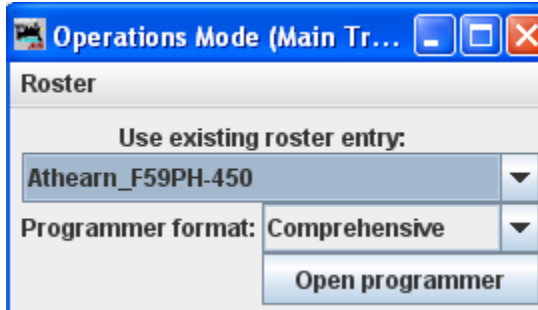 Operations Mode (Main Tr...
Roster
Use existing roster entry:
Athearn_F59PH-450
Programmer format: Comprehensive
Open programmer